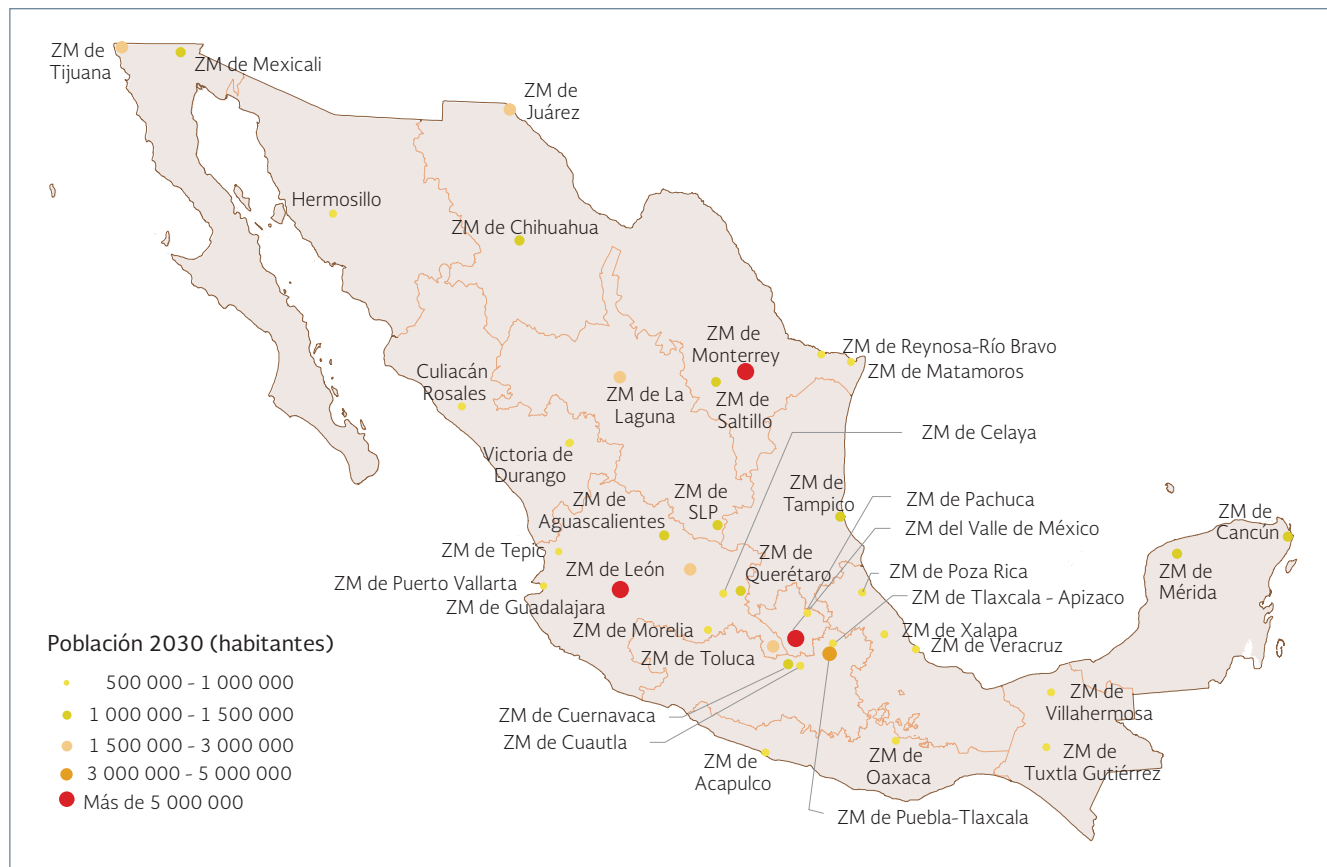 ZM de
Tijuana
ZM de Mexicali
ZM de
Juárez
Hermosillo
ZM de Chihuahua
ZM de
Monterrey
ZM de Reynosa-Río Bravo
ZM de Matamoros
Culiacán
Rosales
ZM de La
Laguna
ZM de
Saltillo
ZM de Celaya
Victoria de
Durango
ZM de
Aguascalientes
ZM de
SLP
ZM de
Tampico
ZM de Pachuca
ZM del Valle de México
ZM de
Cancún
ZM de Tepic
ZM de León
ZM de
Querétaro
ZM de Poza Rica
ZM de
Mérida
ZM de Puerto Vallarta
ZM de Guadalajara
ZM de Tlaxcala - Apizaco
ZM de Morelia
ZM de Xalapa
ZM de Veracruz
ZM de Toluca
ZM de
Villahermosa
ZM de Cuernavaca
ZM de Cuautla
ZM de
Acapulco
ZM de
Oaxaca
ZM de
Tuxtla Gutiérrez
ZM de Puebla-Tlaxcala
Población 2030 (habitantes)
500 000 - 1 000 000
1 000 000 - 1 500 000
1 500 000 - 3 000 000
3 000 000 - 5 000 000
Más de 5 000 000